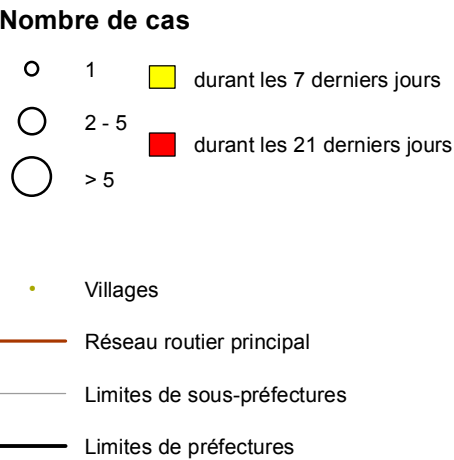 Nombre de cas
1
durant les 7 derniers jours
2 - 5
durant les 21 derniers jours
> 5
Villages
Réseau routier principal
Limites de sous-préfectures
Limites de préfectures